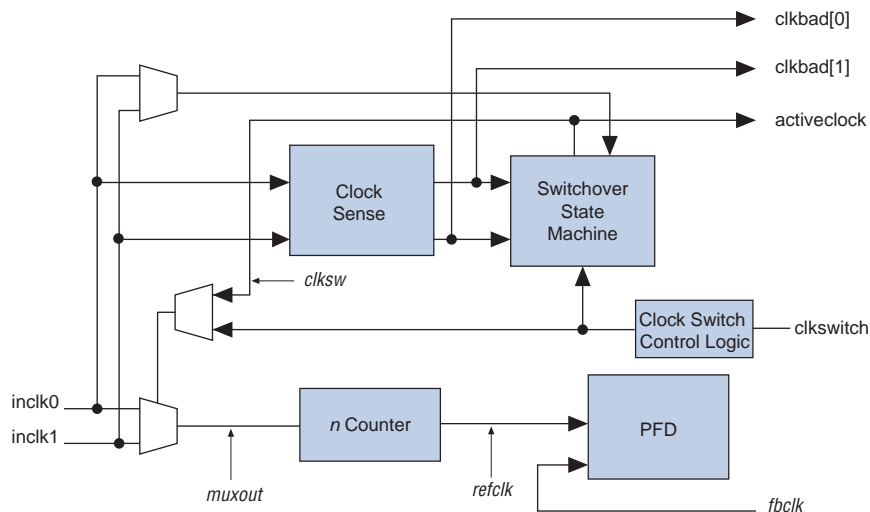 clkbad[0]
clkbad[1]
activeclock
Clock
Sense
Switchover
State
Machine
clksw
Clock Switch
Control Logic
clkswitch
inclk0
inclk1
n Counter
PFD
muxout
refclk
fbclk